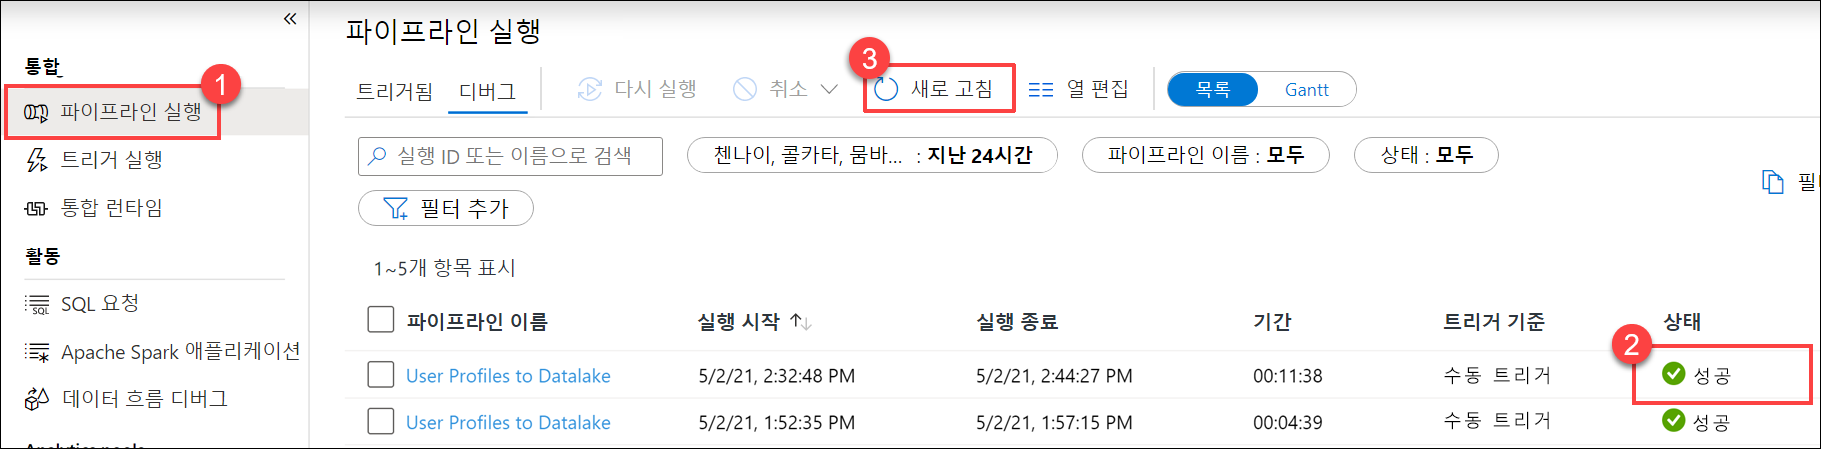 «
통합
1
파이프라인 실행
트리거 실행
통합 런타임
활동
SQL 요청
Apache Spark 애플리케이션
데이터 흐름 디버그
파이프라인 실행
3
트리거됨 디버그 다시 실행 취소 새로 고침 열 편집 목록 Gantt
실행 ID 또는 이름으로 검색 첸나이, 콜카타, 뭄바... : 지난 24시간 파이프라인 이름 : 모두 상태 : 모두
필터 추가
1~5개 항목 표시
파이프라인 이름 실행 시작 ↑↓ 실행 종료 기간 트리거 기준 상태
2
User Profiles to Datalake 5/2/21, 2:32:48 PM 5/2/21, 2:44:27 PM 00:11:38 수동 트리거 성공
User Profiles to Datalake 5/2/21, 1:52:35 PM 5/2/21, 1:57:15 PM 00:04:39 수동 트리거 성공